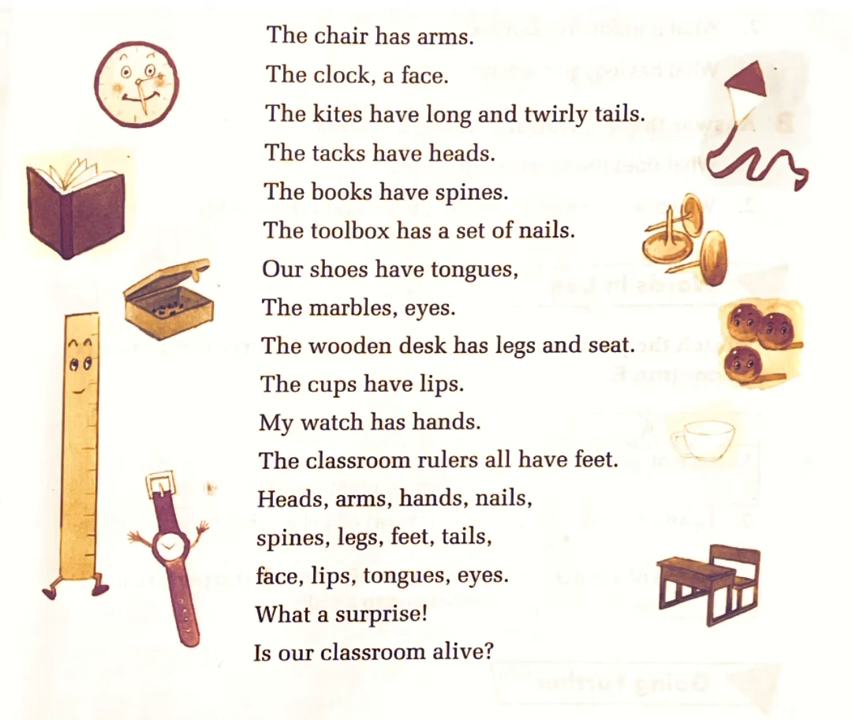 The chair has arms.
The clock, a face.
The kites have long and twirly tails.
The tacks have heads.
The books have spines.
The toolbox has a set of nails.
Our shoes have tongues,
The marbles, eyes.
The wooden desk has legs and seat.
The cups have lips.
My watch has hands.
The classroom rulers all have feet.
Heads, arms, hands, nails,
spines, legs, feet, tails,
face, lips, tongues, eyes.
What a surprise!
Is our classroom alive?